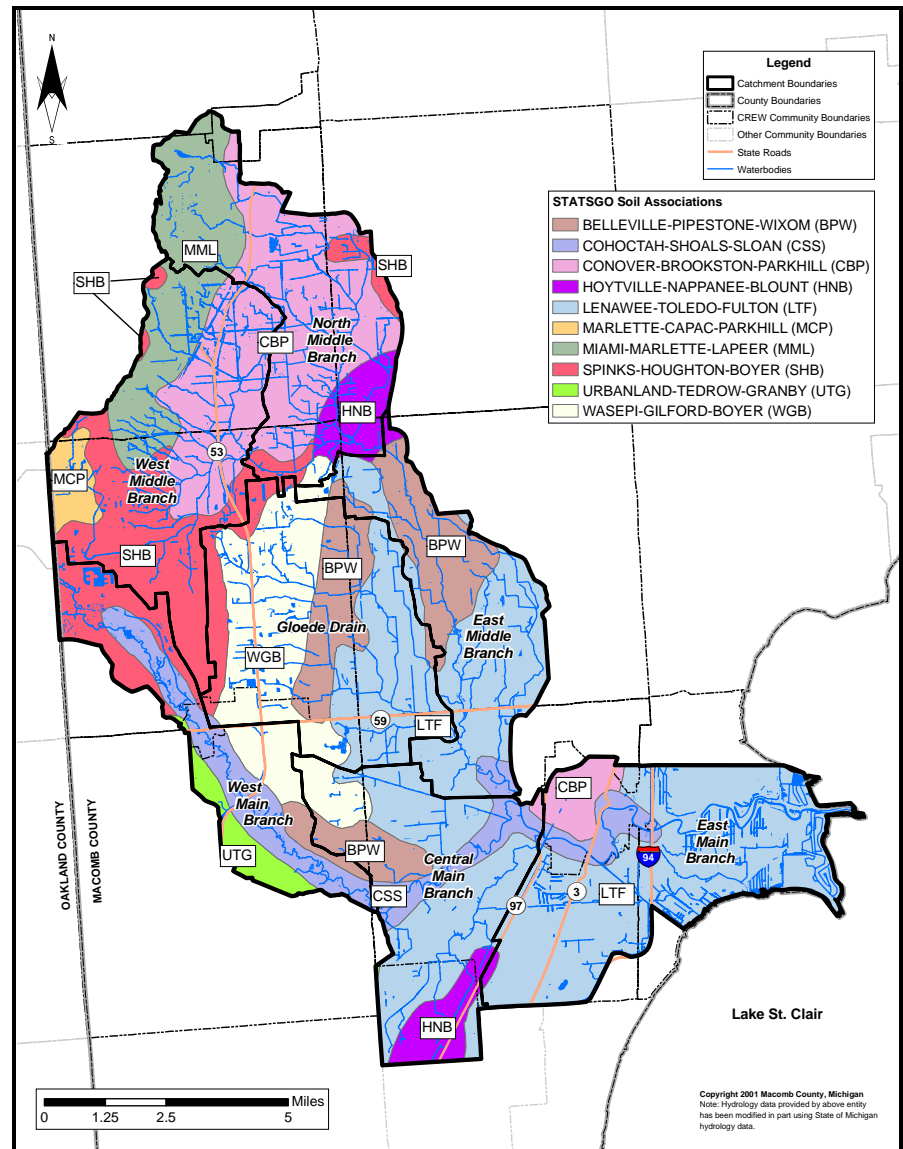 N
S
Legend
Catchment Boundaries
County Boundaries
CREW Community Boundaries
Other Community Boundaries
State Roads
Waterbodies
STATSGO Soil Associations
BELLEVILLE-PIPESTONE-WIXOM (BPW)
COHOCTAH-SHOALS-SLOAN (CSS)
CONOVER-BROOKSTON-PARKHILL (CBP)
HOYTVILLE-NAPPANEE-BLOUNT (HNB)
LENAWEE-TOLEDO-FULTON (LTF)
MARLETTE-CAPAC-PARKHILL (MCP)
MIAMI-MARLETTE-LAPEER (MML)
SPINKS-HOUGHTON-BOYER (SHB)
URBANLAND-TEDROW-GRANBY (UTG)
WASEPI-GILFORD-BOYER (WGB)
MML
SHB
SHB
North
Middle
Branch
CBP
HNB
53
West
Middle
Branch
MCP
SHB
BPW
BPW
Gloede Drain
East
Middle
Branch
WGB
59
LTF
West
Main
Branch
CBP
East
Main
Branch
UTG
BPW
Central
Main
Branch
94
CSS
3
LTF
97
OAKLAND COUNTY
MACOMB COUNTY
HNB
Lake St. Clair
Miles
0 1.25 2.5 5
Copyright 2001 Macomb County, Michigan
Note: Hydrology data provided by above entity
has been modified in part using State of Michigan
hydrology data.